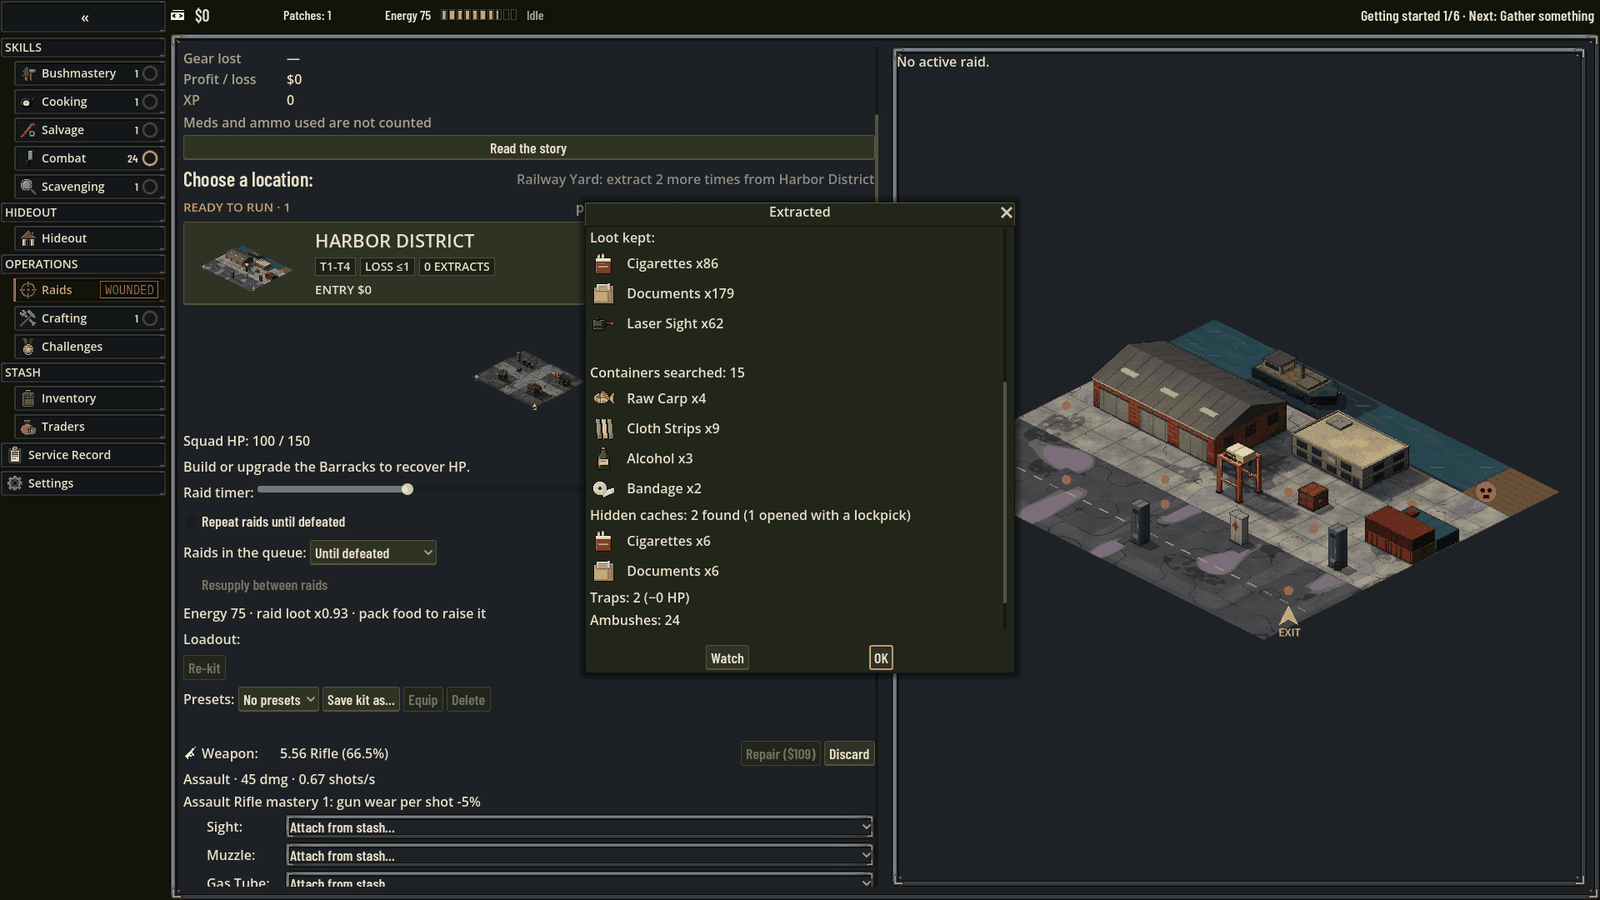 «
$0
Patches: 1
Energy 75
Idle
Getting started 1/6 · Next: Gather something
SKILLS
Bushmastery 1
Cooking 1
Salvage 1
Combat 24
Scavenging 1
HIDEOUT
Hideout
OPERATIONS
Raids WOUNDED
Crafting 1
Challenges
STASH
Inventory
Traders
Service Record
Settings
Gear lost —
Profit / loss $0
XP 0
Meds and ammo used are not counted
Read the story
Choose a location:
Railway Yard: extract 2 more times from Harbor District
READY TO RUN · 1
p
HARBOR DISTRICT
T1-T4 LOSS ≤1 0 EXTRACTS
ENTRY $0
Squad HP: 100 / 150
Build or upgrade the Barracks to recover HP.
Raid timer:
Repeat raids until defeated
Raids in the queue: Until defeated
Resupply between raids
Energy 75 · raid loot x0.93 · pack food to raise it
Loadout:
Re-kit
Presets: No presets Save kit as... Equip Delete
Weapon: 5.56 Rifle (66.5%) Repair ($109) Discard
Assault · 45 dmg · 0.67 shots/s
Assault Rifle mastery 1: gun wear per shot -5%
Sight: Attach from stash...
Muzzle: Attach from stash...
Gas Tube: Attach from stash
Extracted
Loot kept:
Cigarettes x86
Documents x179
Laser Sight x62
Containers searched: 15
Raw Carp x4
Cloth Strips x9
Alcohol x3
Bandage x2
Hidden caches: 2 found (1 opened with a lockpick)
Cigarettes x6
Documents x6
Traps: 2 (−0 HP)
Ambushes: 24
Watch
OK
No active raid.
EXIT